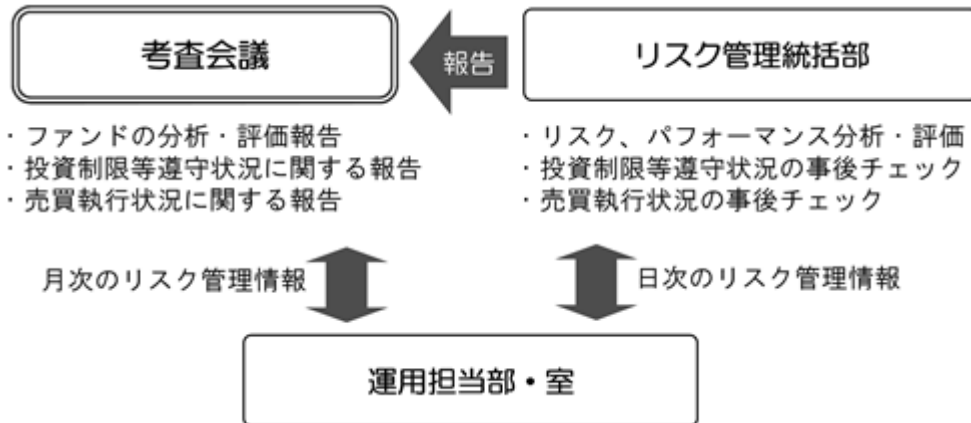 考査会議
報告
リスク管理統括部
・ファンドの分析・評価報告
・投資制限等遵守状況に関する報告
・売買執行状況に関する報告
・リスク、パフォーマンス分析・評価
・投資制限等遵守状況の事後チェック
・売買執行状況の事後チェック
月次のリスク管理情報
日次のリスク管理情報
運用担当部・室